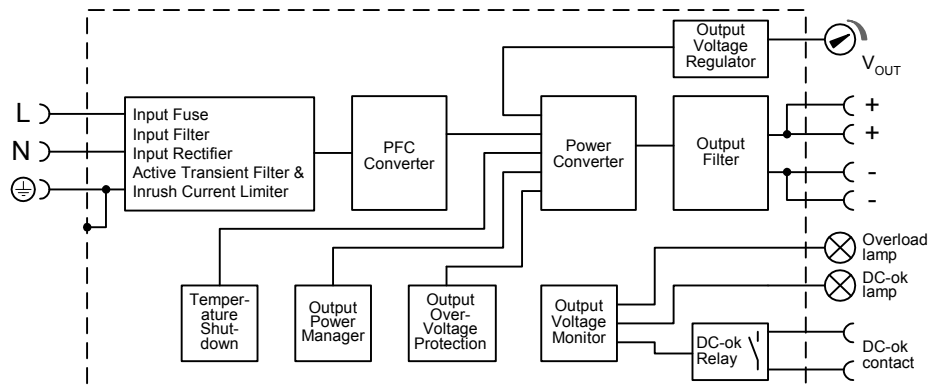 Output
Voltage
Regulator
VOUT
L
N
Input Fuse
Input Filter
Input Rectifier
Active Transient Filter &
Inrush Current Limiter
PFC
Converter
Power
Converter
Output
Filter
+
+
-
-
Temper-
ature
Shut-
down
Output
Power
Manager
Output
Over-
Voltage
Protection
Output
Voltage
Monitor
Overload
lamp
DC-ok
lamp
DC-ok
Relay
DC-ok
contact